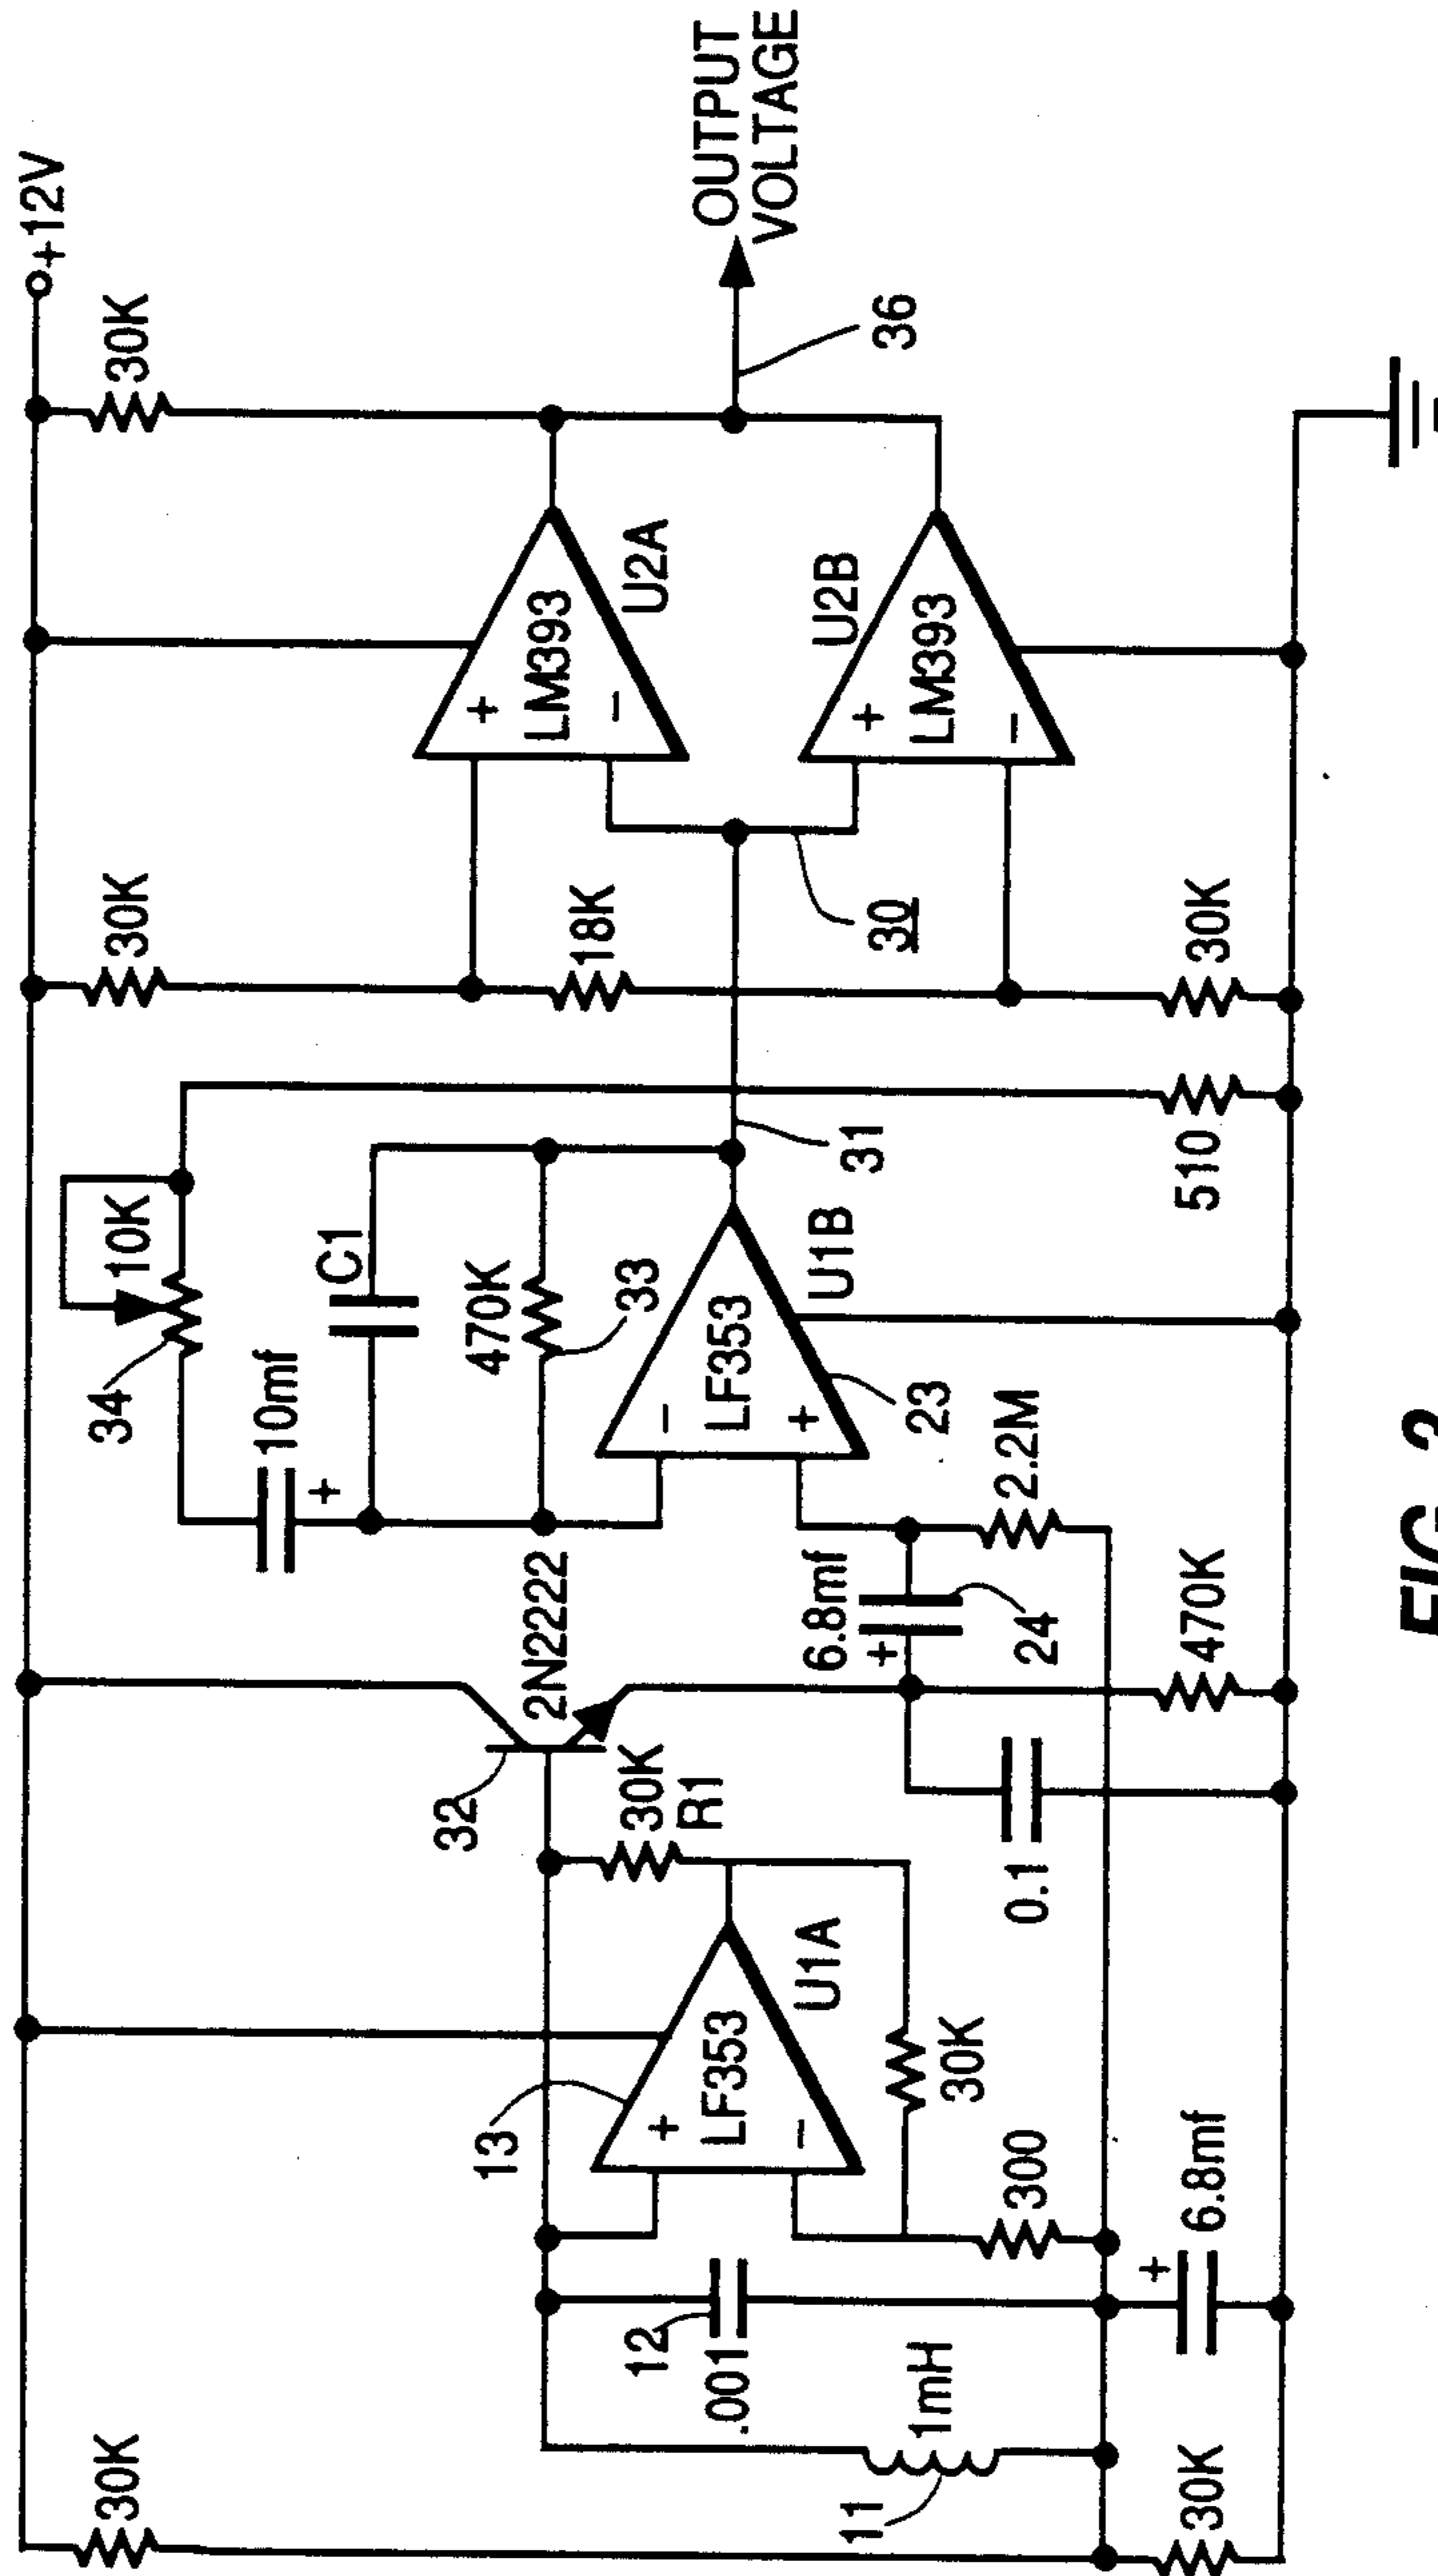 +12V
30K
10K
30K
30K
34
10mf
C1
32
13
2N2222
470K
18K
+
+
33
-
12
.001
30K
R1
LF353
LF353
-
LM393
-
U2A
OUTPUT
VOLTAGE
11
1mH
-
U1A
6.8mf
+
+
U1B
31
30
36
U2B
+
LM393
-
23
24
30K
300
0.1
2.2M
30K
+
6.8mf
470K
510
30K
FIG